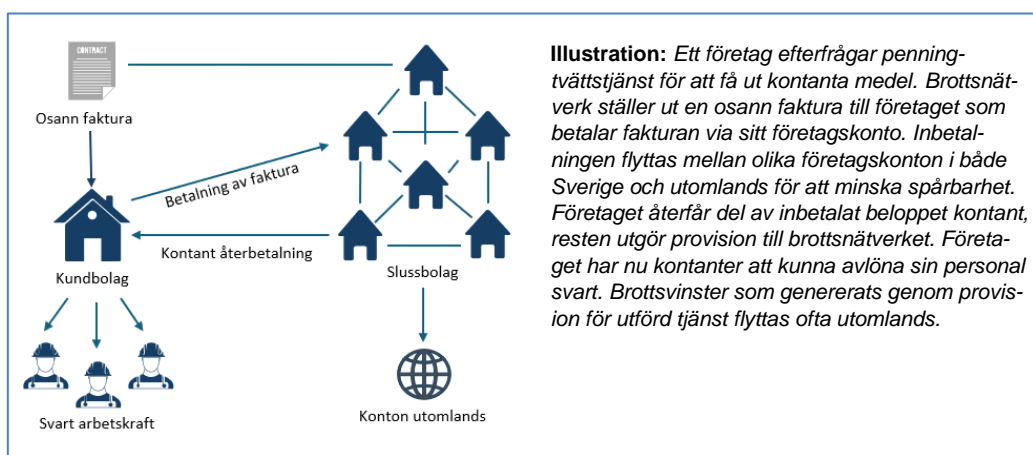 CONTRACT
Osann faktura
Betalning av faktura
Kontant återbetalning
Kundbolag
Slussbolag
Svart arbetskraft
Konton utomlands
Illustration: Ett företag efterfrågar penning-
tvättstjänst för att få ut kontanta medel. Brottsnät-
verk ställer ut en osann faktura till företaget som
betalar fakturan via sitt företagskonto. Inbetal-
ningen flyttas mellan olika företagskonton i både
Sverige och utomlands för att minska spårbarhet.
Företaget återfår del av inbetalat beloppet kontant,
resten utgör provision till brottsnätverket. Företa-
get har nu kontanter att kunna avlöna sin personal
svart. Brottsvinster som genererats genom provis-
ion för utförd tjänst flyttas ofta utomlands.